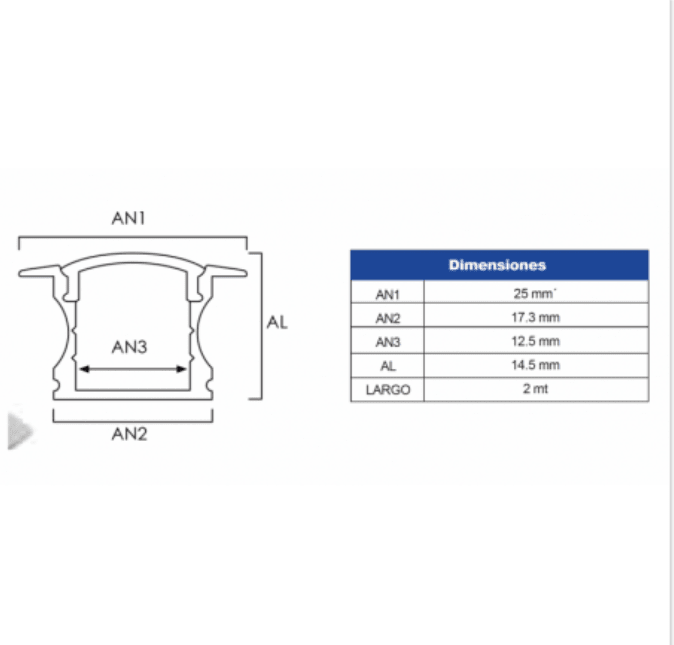 AN1
AL
AN3
AN2
Dimensiones
AN1 25 mm´
AN2 17.3 mm
AN3 12.5 mm
AL 14.5 mm
LARGO 2 mt